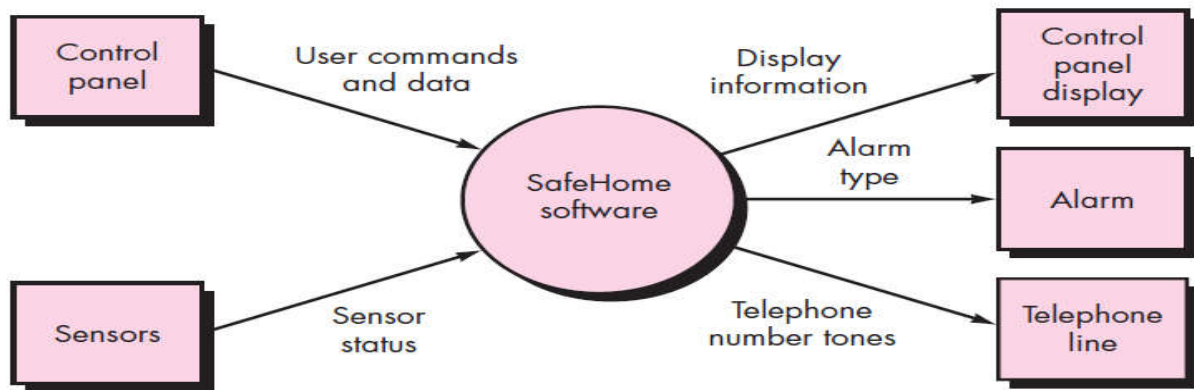 Control
panel
User commands
and data
Display
information
Control
panel
display
SafeHome
software
Alarm
type
Alarm
Sensors
Sensor
status
Telephone
number tones
Telephone
line